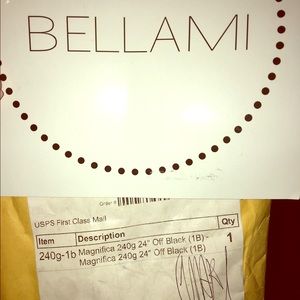 BELLAMI
Order #
USPS First Class Mail
Item Description Qty
240g-1b Magnifica 240g 24" Off Black (1B) - 1
Magnifica 240g 24" Off Black (1B)